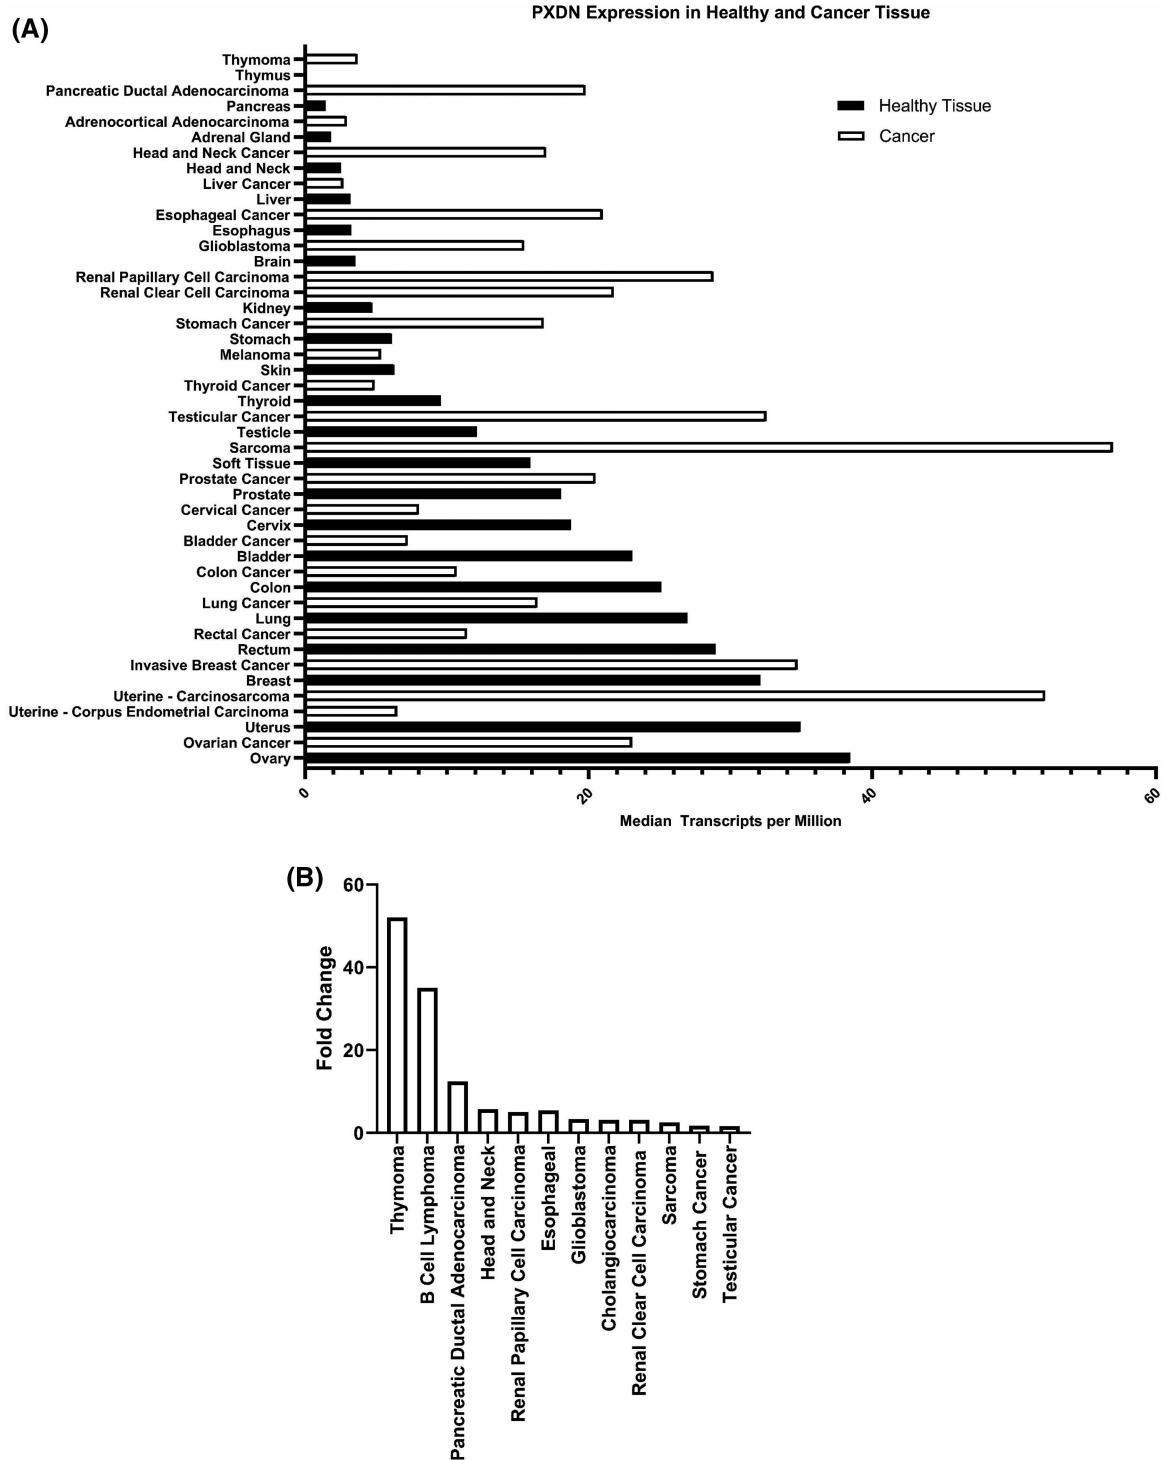 (A)
PXDN Expression in Healthy and Cancer Tissue
Thymoma
Thymus
Pancreatic Ductal Adenocarcinoma
Pancreas
Adrenocortical Adenocarcinoma
Adrenal Gland
Head and Neck Cancer
Head and Neck
Liver Cancer
Liver
Esophageal Cancer
Esophagus
Glioblastoma
Brain
Renal Papillary Cell Carcinoma
Renal Clear Cell Carcinoma
Kidney
Stomach Cancer
Stomach
Melanoma
Skin
Thyroid Cancer
Thyroid
Testicular Cancer
Testicle
Sarcoma
Soft Tissue
Prostate Cancer
Prostate
Cervical Cancer
Cervix
Bladder Cancer
Bladder
Colon Cancer
Colon
Lung Cancer
Lung
Rectal Cancer
Rectum
Invasive Breast Cancer
Breast
Uterine - Carcinosarcoma
Uterine - Corpus Endometrial Carcinoma
Uterus
Ovarian Cancer
Ovary
Healthy Tissue
Cancer
0 20 40 60
Median Transcripts per Million
(B)
Fold Change
60
40
20
0
Thymoma
B Cell Lymphoma
Pancreatic Ductal Adenocarcinoma
Head and Neck
Renal Papillary Cell Carcinoma
Esophageal
Glioblastoma
Cholangiocarcinoma
Renal Clear Cell Carcinoma
Sarcoma
Stomach Cancer
Testicular Cancer